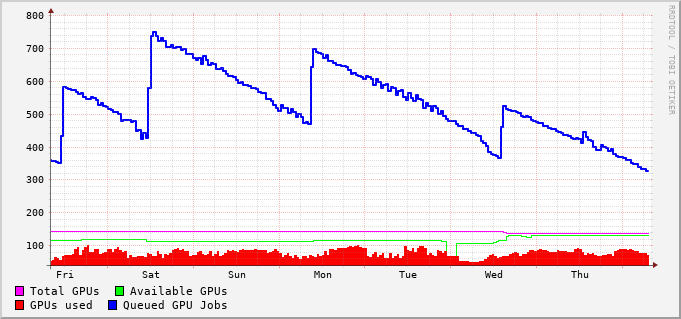 800
700
600
500
400
300
200
100
Fri Sat Sun Mon Tue Wed Thu
Total GPUs Available GPUs
GPUs used Queued GPU Jobs
RRDTOOL / TOBI OETIKER